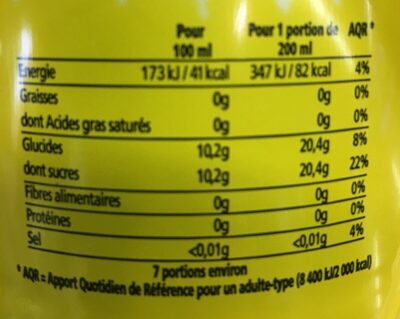 Pour 100 ml Pour 1 portion de 200 ml AQR*
Energie 173 kJ / 41 kcal 347 kJ / 82 kcal 4%
Graisses 0g 0g 0%
dont Acides gras saturés 0g 0g 0%
Glucides 10,2g 20,4g 8%
dont sucres 10,2g 20,4g 22%
Fibres alimentaires 0g 0g 0%
Protéines 0g 0g 0%
Sel <0,01g <0,01g 4%
7 portions environ
* AQR = Apport Quotidien de Référence pour un adulte-type (8 400 kJ/2 000 kcal)